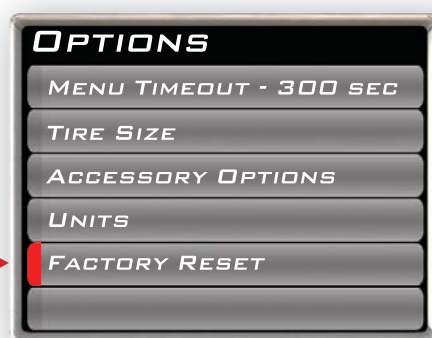 OPTIONS
MENU TIMEOUT - 300 SEC
TIRE SIZE
ACCESSORY OPTIONS
UNITS
FACTORY RESET